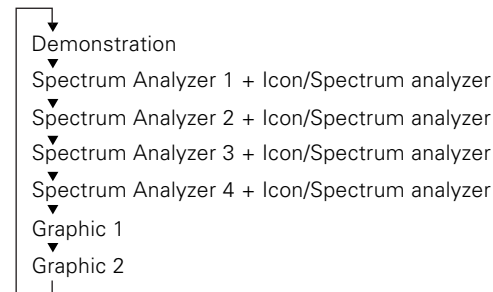 Demonstration
Spectrum Analyzer 1 + Icon/Spectrum analyzer
Spectrum Analyzer 2 + Icon/Spectrum analyzer
Spectrum Analyzer 3 + Icon/Spectrum analyzer
Spectrum Analyzer 4 + Icon/Spectrum analyzer
Graphic 1
Graphic 2